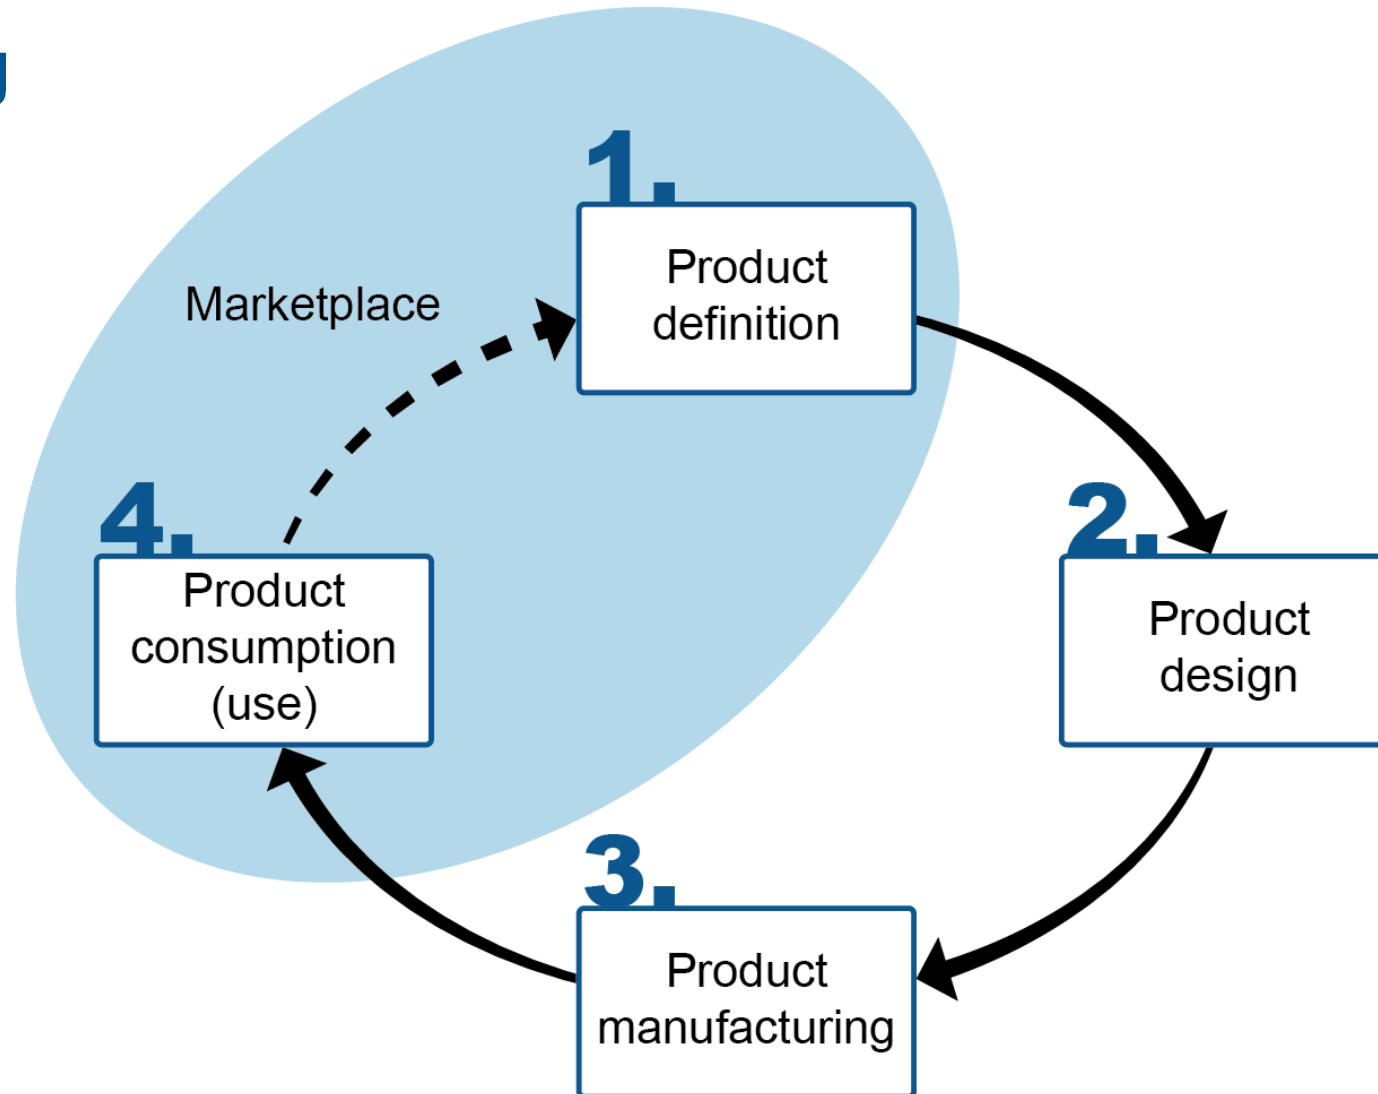 1.
Product
definition
Marketplace
2.
Product
design
3.
Product
manufacturing
4.
Product
consumption
(use)